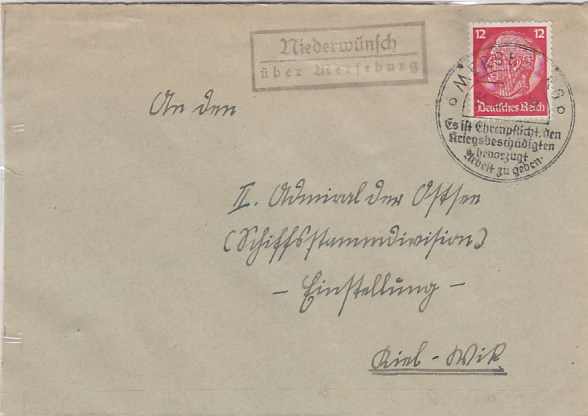 Niederwünsch
über Merseburg
12 12
Deutsches Reich
MERSEBURG
Es ist Ehrenpflicht, den
Kriegsbeschädigten
bevorzugt
Arbeit zu geben.
An den
II. Admiral der Ostsee
(Schiffsstammdivision)
- Einstellung -
Kiel-Wik.